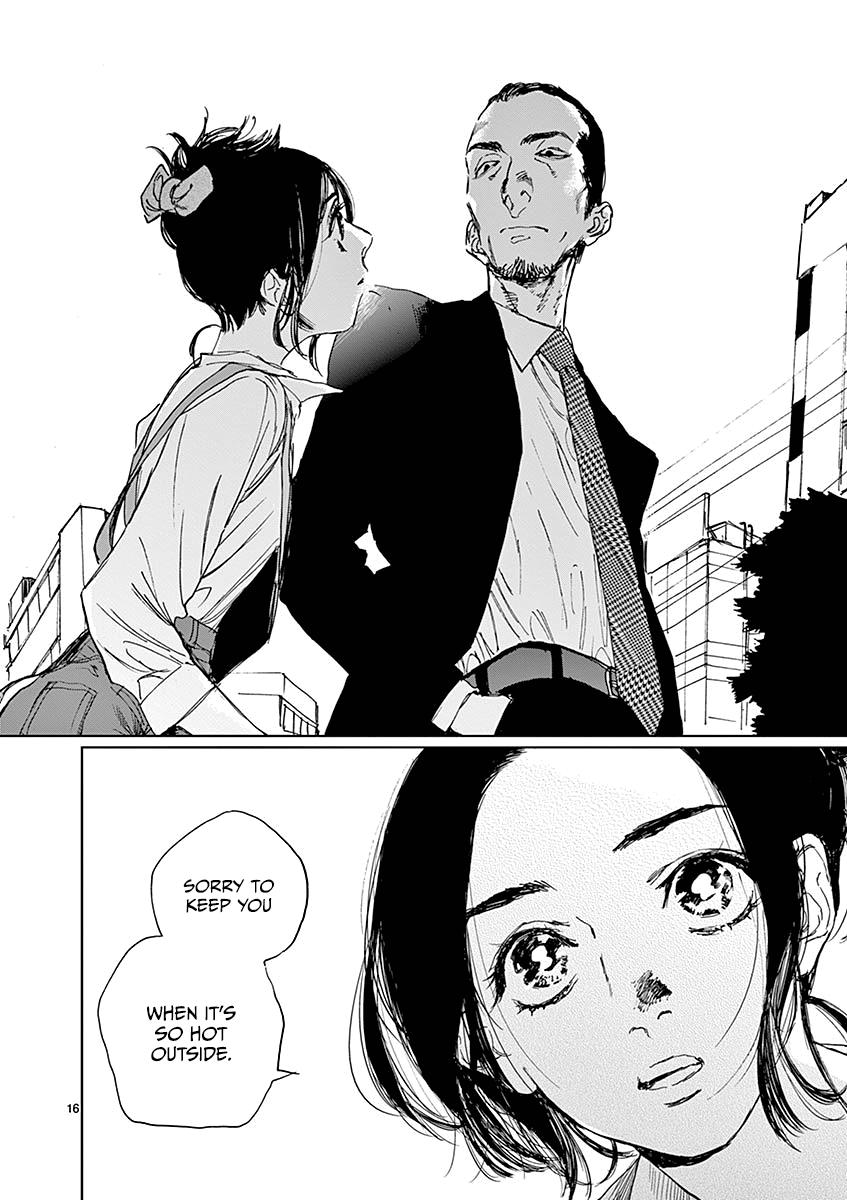 SORRY TO
KEEP YOU
WHEN IT'S
SO HOT
OUTSIDE.
16